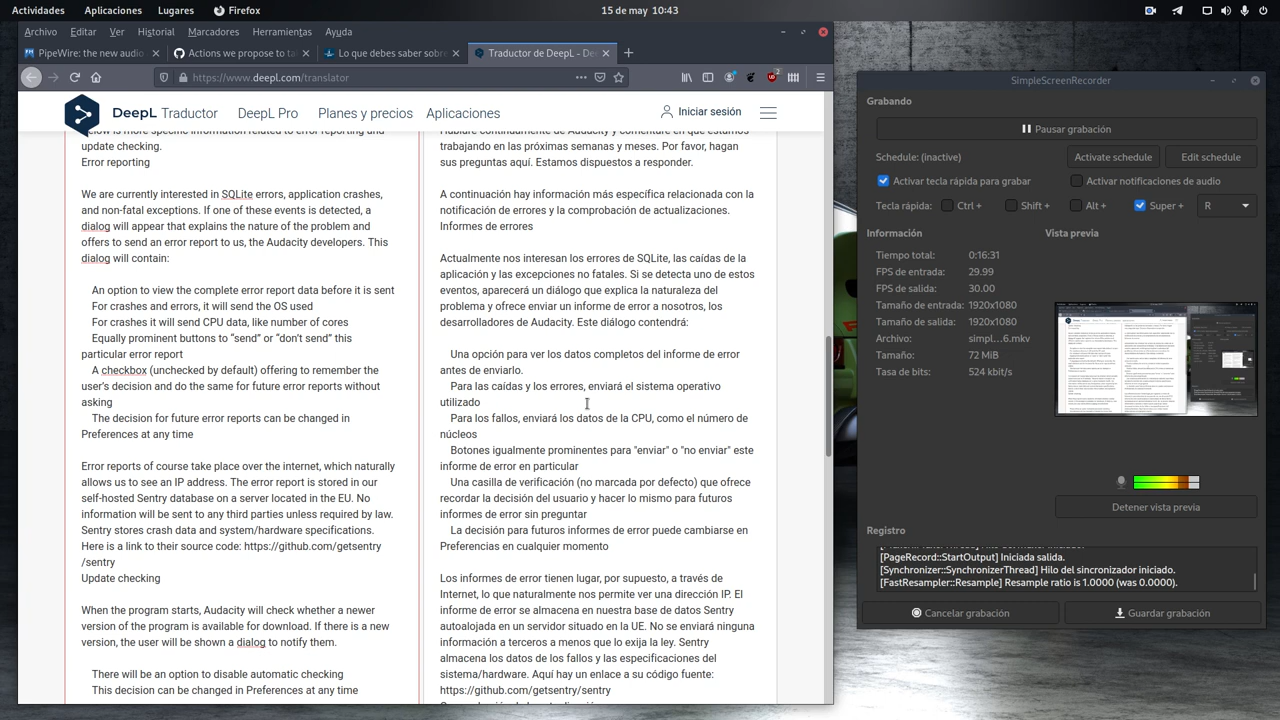 Actividades Aplicaciones Lugares Firefox 15 de may 10:43
Archivo Editar Ver Historial Marcadores Herramientas Ayuda
PipeWire: the new audio
Actions we propose to ta
Lo que debes saber sobre
Traductor de DeepL - Dee
https://www.deepl.com/translator
2
DeepL Traductor DeepL Pro Planes y precios Aplicaciones Iniciar sesión
update checking.
Error reporting
We are currently interested in SQLite errors, application crashes,
and non-fatal exceptions. If one of these events is detected, a
dialog will appear that explains the nature of the problem and
offers to send an error report to us, the Audacity developers. This
dialog will contain:
An option to view the complete error report data before it is sent
For crashes and errors, it will send the OS used
For crashes it will send CPU data, like number of cores
Equally prominent buttons to “send” or “don’t send” this
particular error report
A checkbox (unchecked by default) offering to remember the
user’s decision and do the same for future error reports without
asking
The decision for future error reports can be changed in
Preferences at any time
Error reports of course take place over the internet, which naturally
allows us to see an IP address. The error report is stored in our
self-hosted Sentry database on a server located in the EU. No
information will be sent to any third parties unless required by law.
Sentry stores crash data and system/hardware specifications.
Here is a link to their source code: https://github.com/getsentry
/sentry
Update checking
When the program starts, Audacity will check whether a newer
version of the program is available for download. If there is a new
version, the user will be shown a dialog to notify them.
There will be an option to disable automatic checking
This decision can be changed in Preferences at any time
trabajando en las próximas semanas y meses. Por favor, hagan
sus preguntas aquí. Estamos dispuestos a responder.
A continuación hay información más específica relacionada con la
notificación de errores y la comprobación de actualizaciones.
Informes de errores
Actualmente nos interesan los errores de SQLite, las caídas de la
aplicación y las excepciones no fatales. Si se detecta uno de estos
eventos, aparecerá un diálogo que explica la naturaleza del
problema y ofrece enviar un informe de error a nosotros, los
desarrolladores de Audacity. Este diálogo contendrá:
Una opción para ver los datos completos del informe de error
antes de enviarlo.
Para las caídas y los errores, enviará el sistema operativo
utilizado
Para los fallos, enviará los datos de la CPU, como el número de
núcleos
Botones igualmente prominentes para "enviar" o "no enviar" este
informe de error en particular
Una casilla de verificación (no marcada por defecto) que ofrece
recordar la decisión del usuario y hacer lo mismo para futuros
informes de error sin preguntar
La decisión para futuros informes de error puede cambiarse en
Preferencias en cualquier momento
Los informes de error tienen lugar, por supuesto, a través de
Internet, lo que naturalmente nos permite ver una dirección IP. El
informe de error se almacena en nuestra base de datos Sentry
autoalojada en un servidor situado en la UE. No se enviará ninguna
información a terceros a menos que lo exija la ley. Sentry
almacena los datos de los fallos y las especificaciones del
sistema/hardware. Aquí hay un enlace a su código fuente:
https://github.com/getsentry/sentry
SimpleScreenRecorder
Grabando
Pausar grabación
Schedule: (inactive) Activate schedule Edit schedule
Activar tecla rápida para grabar Activar notificaciones de audio
Tecla rápida: Ctrl + Shift + Alt + Super + R
Información Vista previa
Tiempo total: 0:16:31
FPS de entrada: 29.99
FPS de salida: 30.00
Tamaño de entrada: 1920x1080
Tamaño de salida: 1920x1080
Archivo: simpl...6.mkv
Tamaño: 72 MiB
Tasa de bits: 524 kbit/s
Detener vista previa
Registro
[PageRecord::StartOutput] Iniciada salida.
[Synchronizer::SynchronizerThread] Hilo del sincronizador iniciado.
[FastResampler::Resample] Resample ratio is 1.0000 (was 0.0000).
Cancelar grabación Guardar grabación